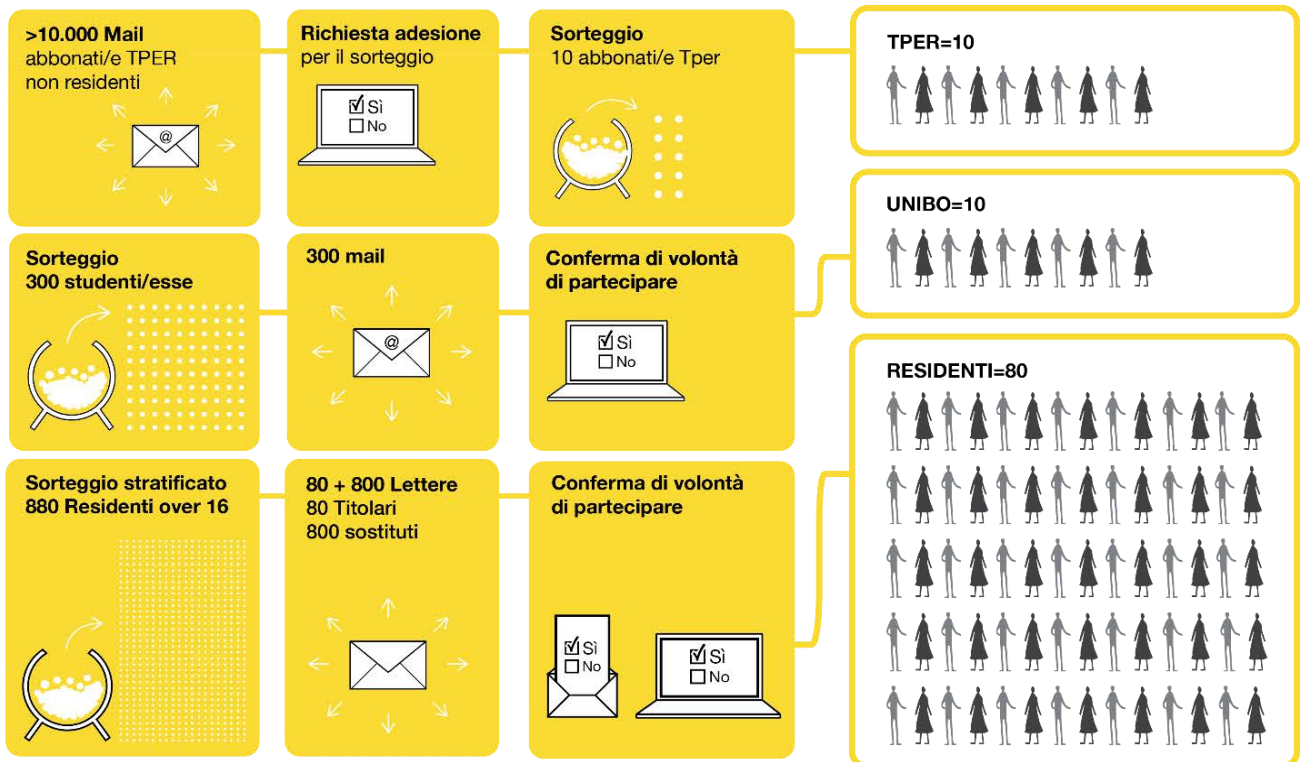 >10.000 Mail
abbonati/e TPER
non residenti
@
Richiesta adesione
per il sorteggio
Sì
No
Sorteggio
10 abbonati/e Tper
TPER=10
Sorteggio
300 studenti/esse
300 mail
@
Conferma di volontà
di partecipare
Sì
No
UNIBO=10
Sorteggio stratificato
880 Residenti over 16
80 + 800 Lettere
80 Titolari
800 sostituti
Conferma di volontà
di partecipare
Sì
No
Sì
No
RESIDENTI=80